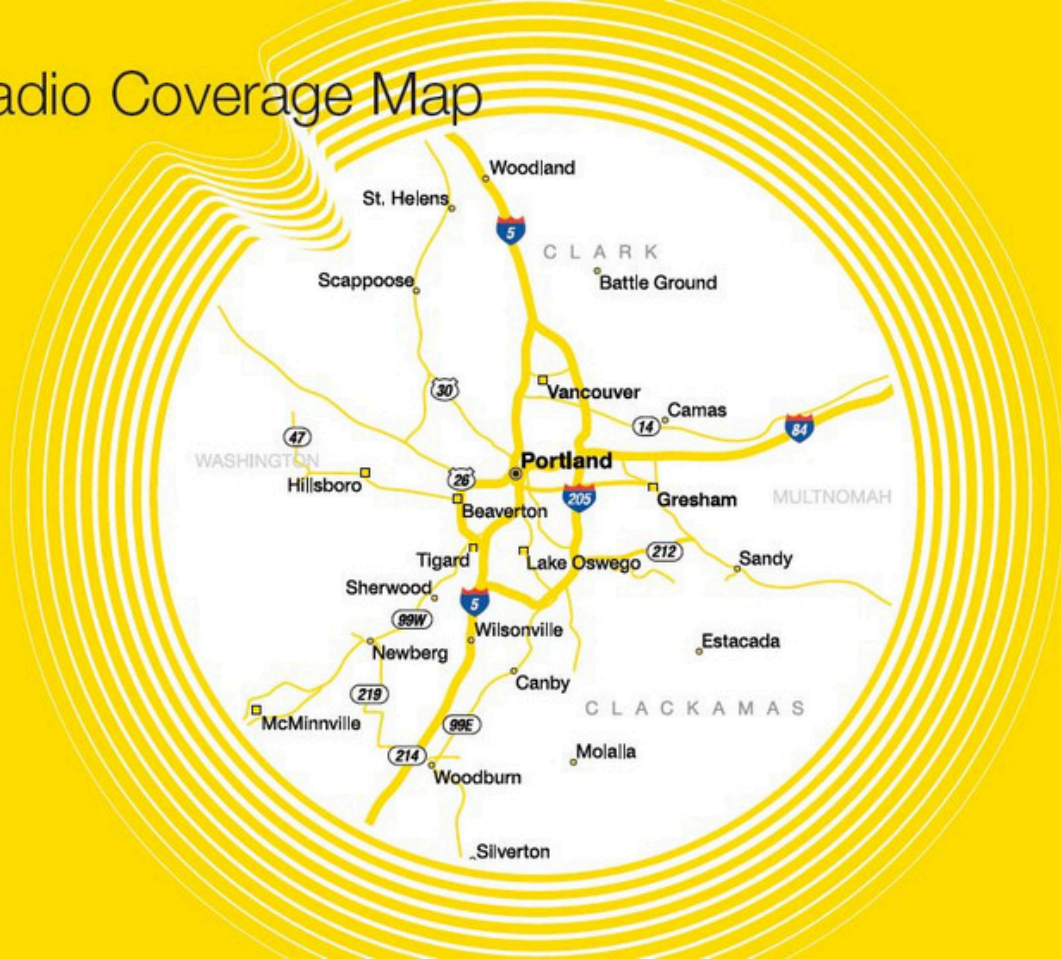 adio Coverage Map
Woodland
St. Helens
5
CLARK
Scappoose
Battle Ground
30
Vancouver
Camas
14
84
47
WASHINGTON
Portland
26
Hillsboro
205
Gresham
MULTNOMAH
Beaverton
Tigard
Lake Oswego
212
Sandy
Sherwood
5
99W
Wilsonville
Newberg
Estacada
Canby
219
CLACKAMAS
McMinnville
99E
214
Molalla
Woodburn
Silverton